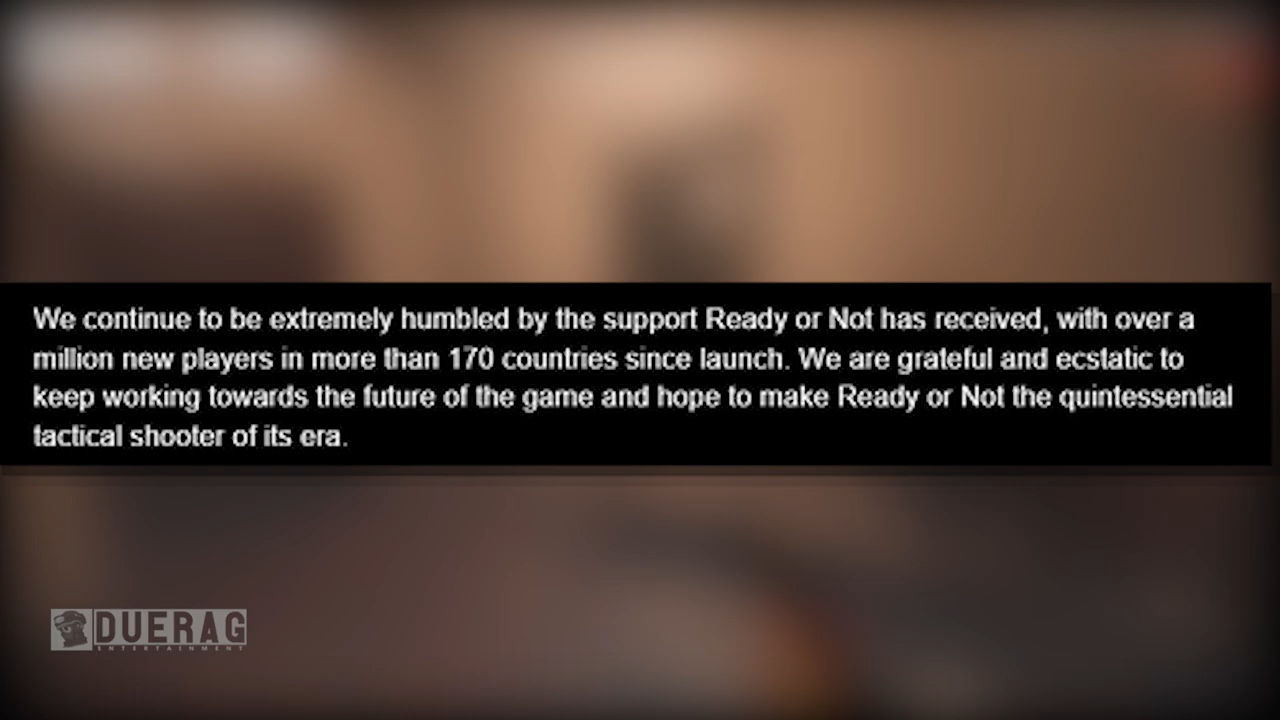 We continue to be extremely humbled by the support Ready or Not has received, with over a
million new players in more than 170 countries since launch. We are grateful and ecstatic to
keep working towards the future of the game and hope to make Ready or Not the quintessential
tactical shooter of its era.
DUERAG
ENTERTAINMENT